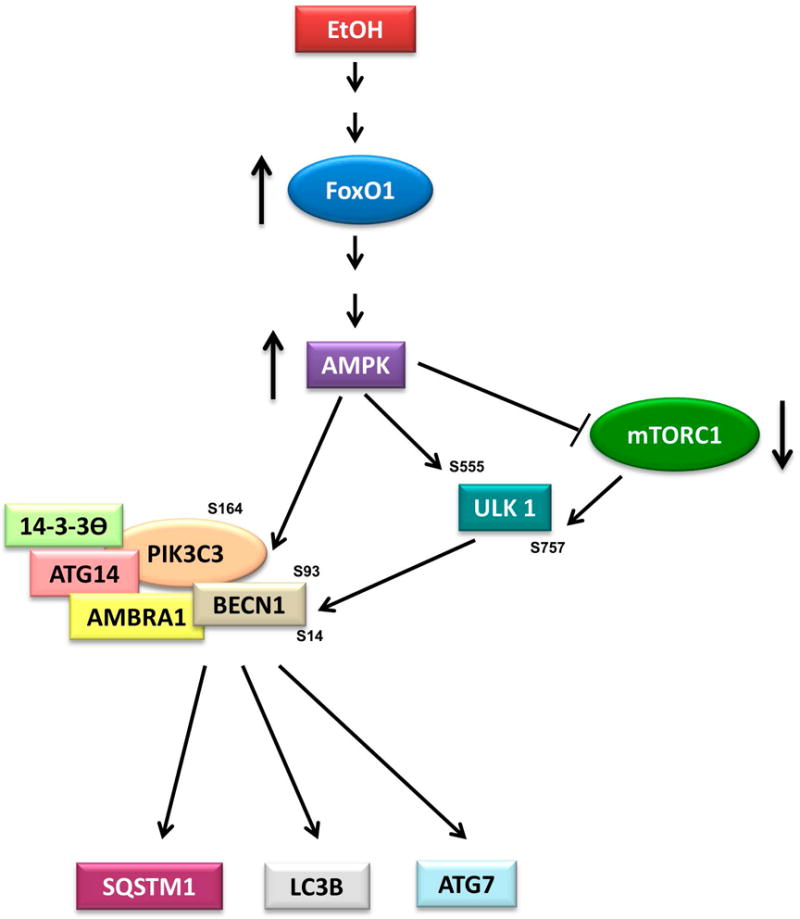 EtOH
FoxO1
AMPK
mTORC1
S555
ULK 1
S757
S164
14-3-3Θ
PIK3C3
ATG14
S93
BECN1
AMBRA1
S14
SQSTM1
LC3B
ATG7